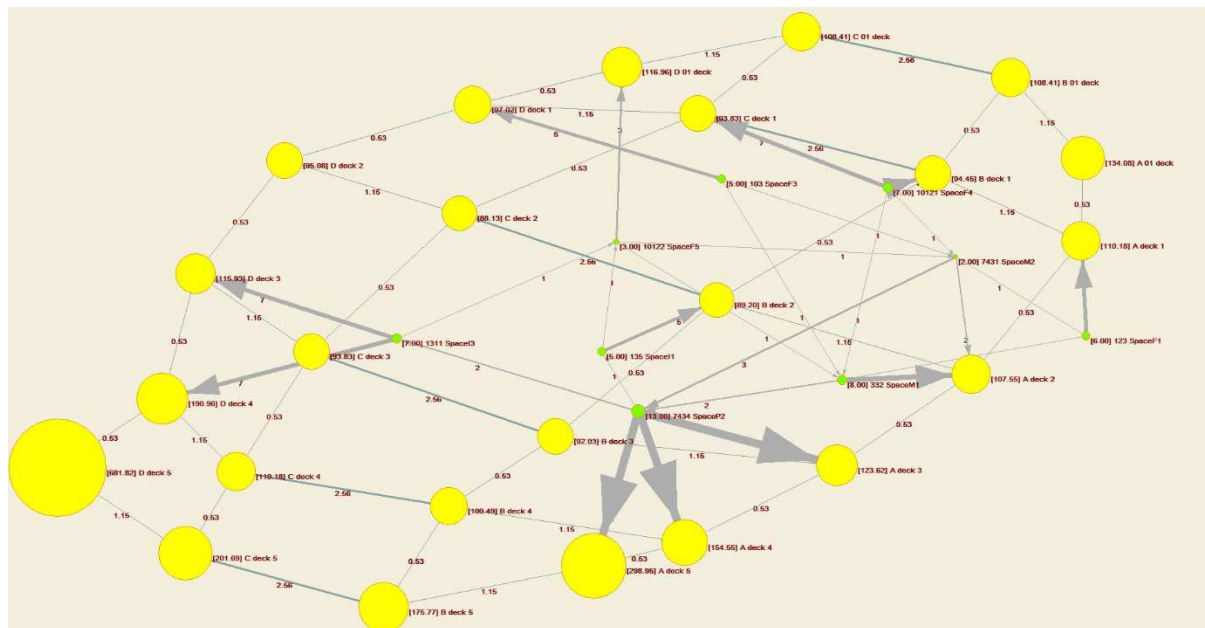 [108.41] C 01 deck
1.15
2.56
[116.96] D 01 deck
0.53
0.53
[108.41] B 01 deck
[97.02] D deck 1
1.15
[93.83] C deck 1
1.15
3
0.53
5
7
2.56
0.53
[134.08] A 01 deck
[95.08] D deck 2
0.53
[94.45] B deck 1
[5.00] 103 SpaceF3
[7.00] 10121 SpaceF4
1.15
1.15
0.53
[88.13] C deck 2
0.53
1
1
[110.18] A deck 1
[3.00] 10122 SpaceF5
0.53
1
2.56
[2.00] 7431 SpaceM2
[115.93] D deck 3
1
1
1
0.53
[89.20] B deck 2
1
1
0.53
1.15
5
1
1.15
[6.00] 123 SpaceF1
[7.00] 1311 SpaceI3
2
0.53
[93.83] C deck 3
[5.00] 135 SpaceI1
3
2
1
0.53
[8.00] 332 SpaceM1
[107.55] A deck 2
7
2
[190.96] D deck 4
[13.00] 7434 SpaceP2
2.56
0.53
0.53
0.53
1.15
[92.03] B deck 3
1.15
[123.62] A deck 3
[681.82] D deck 5
[110.18] C deck 4
0.53
2.56
[100.49] B deck 4
1.15
0.53
1.15
0.53
[154.55] A deck 4
[201.69] C deck 5
0.53
0.53
[298.95] A deck 5
2.56
1.15
[175.77] B deck 5